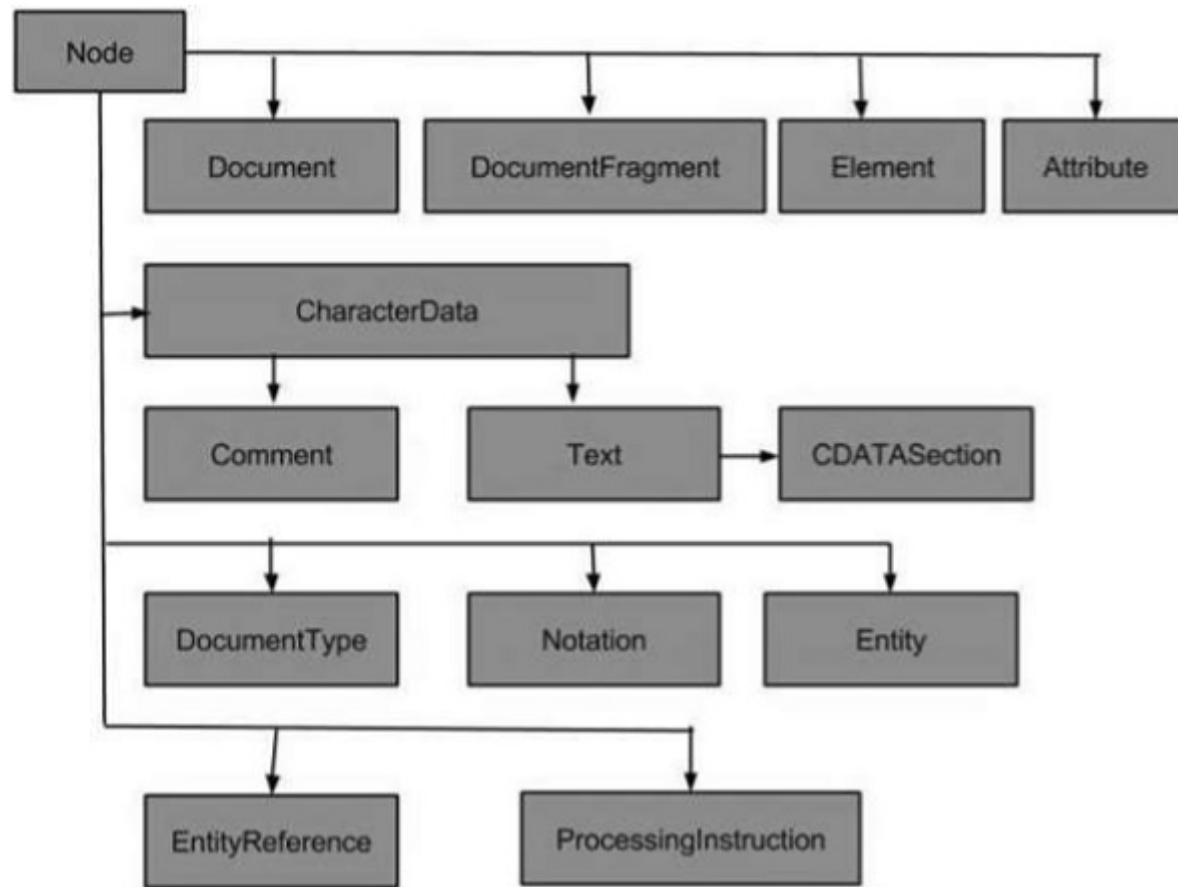 Node
Document
DocumentFragment
Element
Attribute
CharacterData
Comment
Text
CDATASection
DocumentType
Notation
Entity
EntityReference
ProcessingInstruction